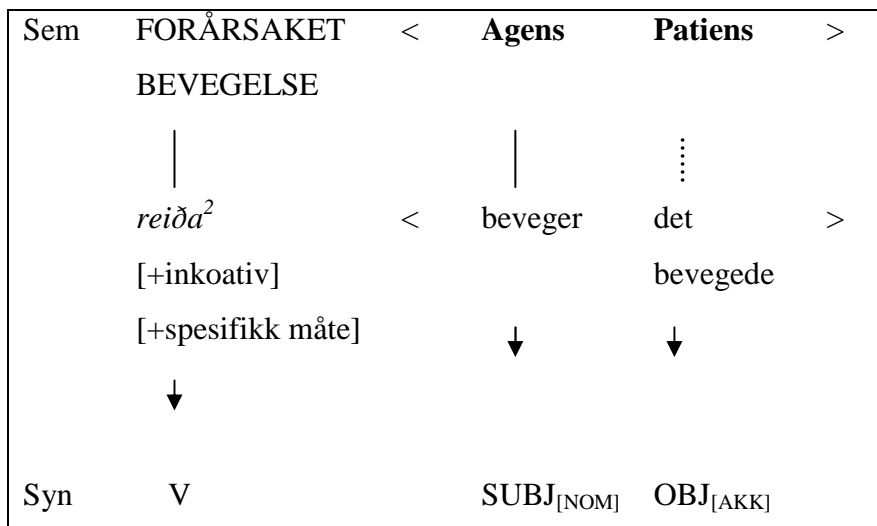 Sem FORÅRSAKET < Agens Patiens >
BEVEGELSE
reiða² < beveger det >
[+inkoativ] bevegede
[+spesifikk måte]
Syn V SUBJ[NOM] OBJ[AKK]